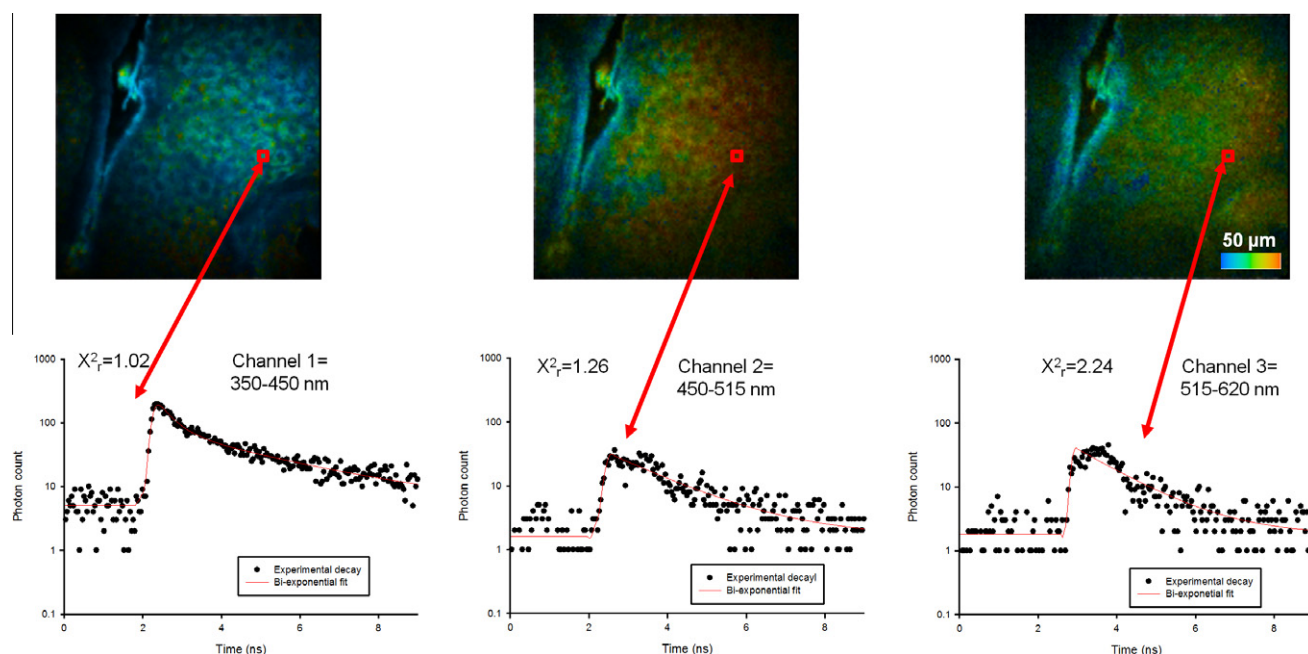 50 µm
X²r=1.02
Channel 1=
350-450 nm
1000
100
10
1
0.1
Photon count
Experimental decay
Bi-exponential fit
0 2 4 6 8
Time (ns)
X²r=1.26
Channel 2=
450-515 nm
1000
100
10
1
0.1
Photon count
Experimental decayl
Bi-exponential fit
0 2 4 6 8
Time (ns)
X²r=2.24
Channel 3=
515-620 nm
1000
100
10
1
0.1
Photon count
Experimental decay
Bi-exponential fit
0 2 4 6 8
Time (ns)